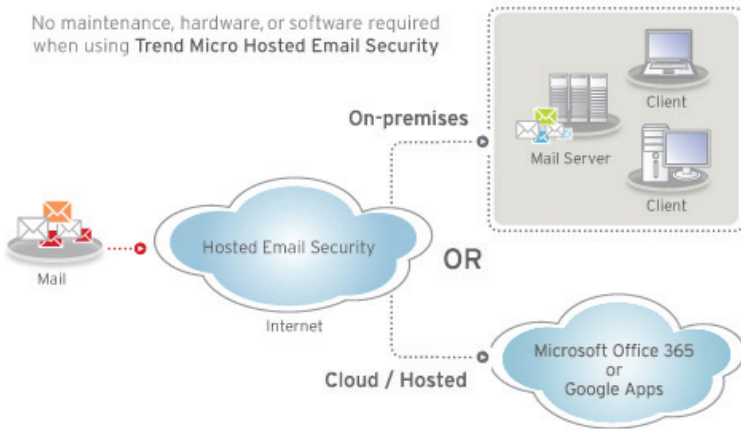 No maintenance, hardware, or software required
when using Trend Micro Hosted Email Security
On-premises
Client
Mail Server
Client
Mail
Hosted Email Security
Internet
OR
Cloud / Hosted
Microsoft Office 365
or
Google Apps